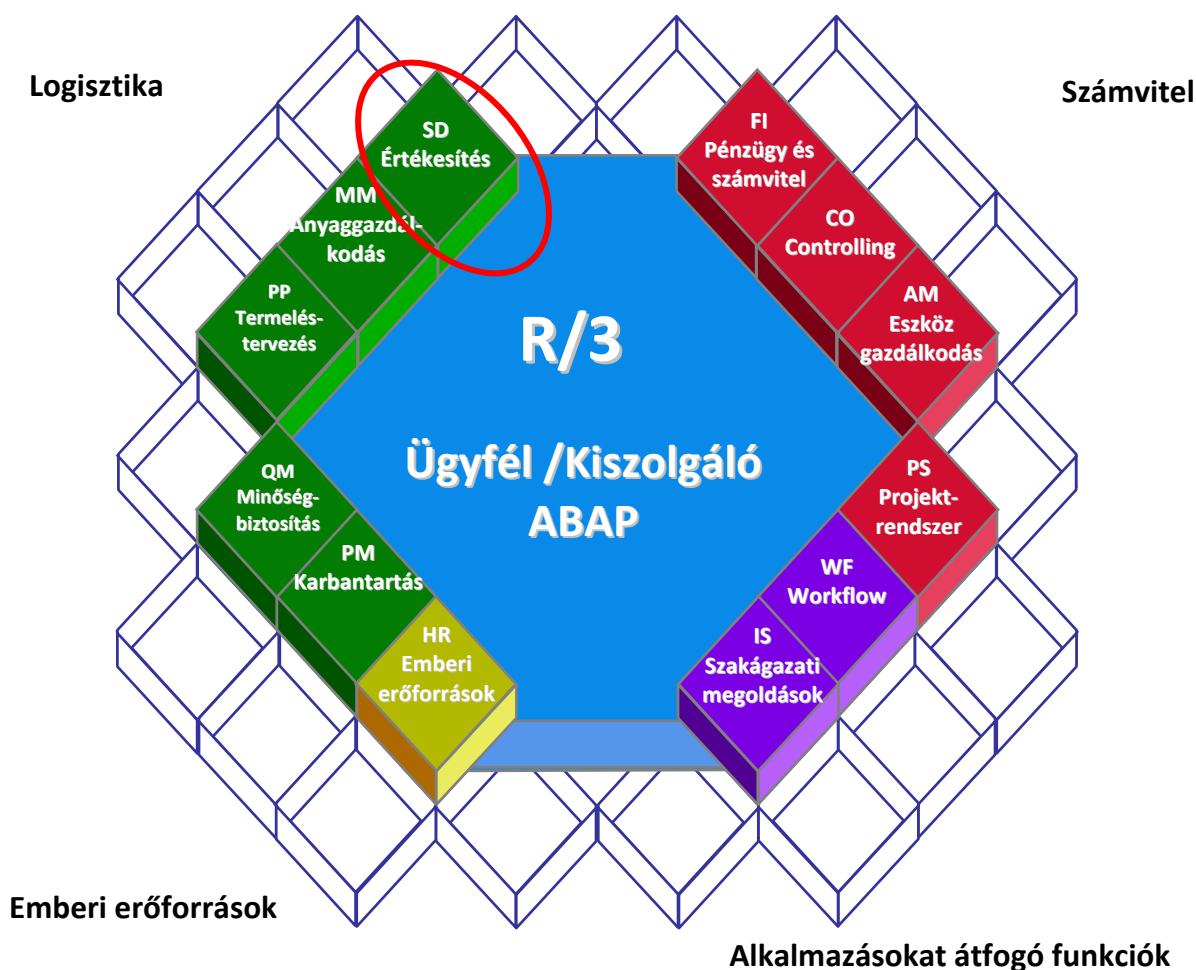 Logisztika
Számvitel
SD
Értékesítés
MM
Anyaggazdál-
kodás
PP
Termelés-
tervezés
FI
Pénzügy és
számvitel
CO
Controlling
AM
Eszköz
gazdálkodás
R/3
Ügyfél /Kiszolgáló
ABAP
QM
Minőség-
biztosítás
PM
Karbantartás
HR
Emberi
erőforrások
PS
Projekt-
rendszer
WF
Workflow
IS
Szakágazati
megoldások
Emberi erőforrások
Alkalmazásokat átfogó funkciók